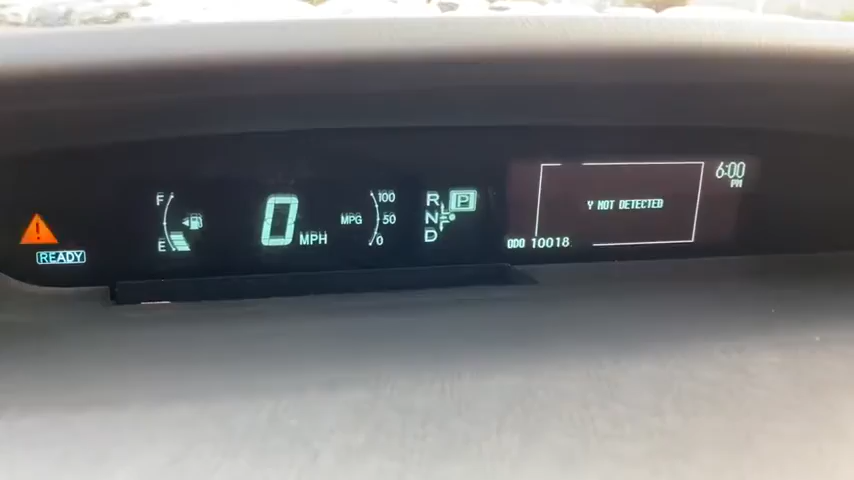 F
E
READY
0 MPH
MPG
100
50
0
R
N
D
P
ODO 10018
Y NOT DETECTED
6:00
PM